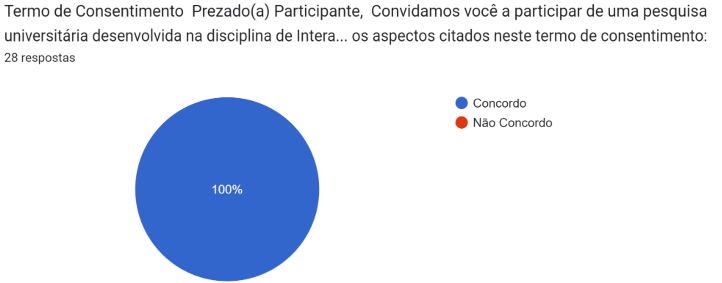 Termo de Consentimento  Prezado(a) Participante,  Convidamos você a participar de uma pesquisa
universitária desenvolvida na disciplina de Intera... os aspectos citados neste termo de consentimento:
28 respostas
Concordo
Não Concordo
100%